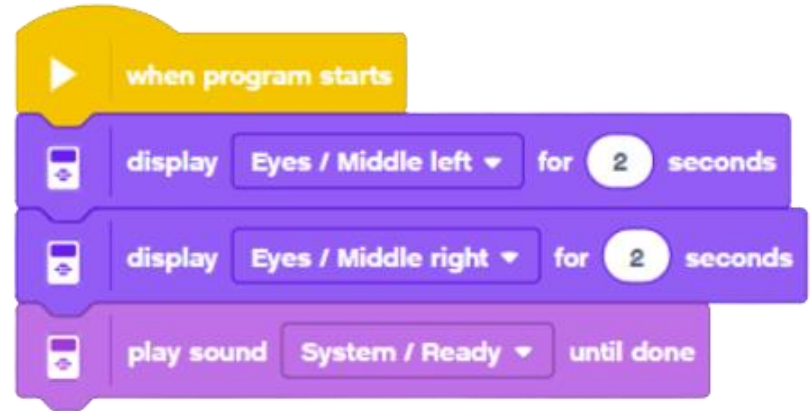 when program starts
display Eyes / Middle left for 2 seconds
display Eyes / Middle right for 2 seconds
play sound System / Ready until done